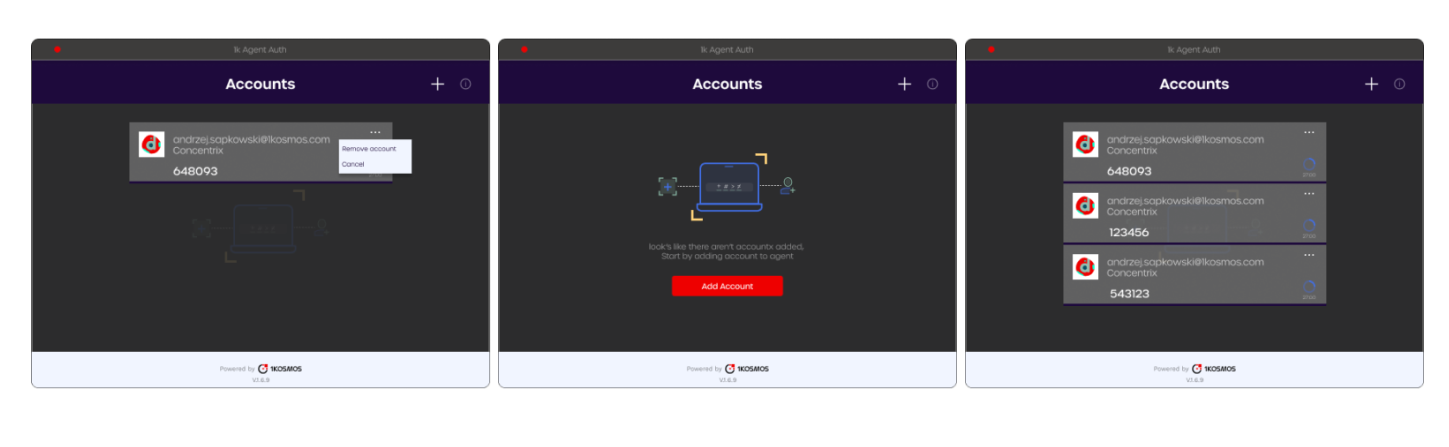 1k Agent Auth
Accounts
andrzej.sapkowski@1kosmos.com
Concentrix
648093
...
Remove account
Cancel
Powered by 1KOSMOS
V.1.6.9
1k Agent Auth
Accounts
look's like there aren't accountx added,
Start by adding account to agent
Add Account
Powered by 1KOSMOS
V.1.6.9
1k Agent Auth
Accounts
andrzej.sapkowski@1kosmos.com
Concentrix
648093
andrzej.sapkowski@1kosmos.com
Concentrix
123456
andrzej.sapkowski@1kosmos.com
Concentrix
543123
Powered by 1KOSMOS
V.1.6.9